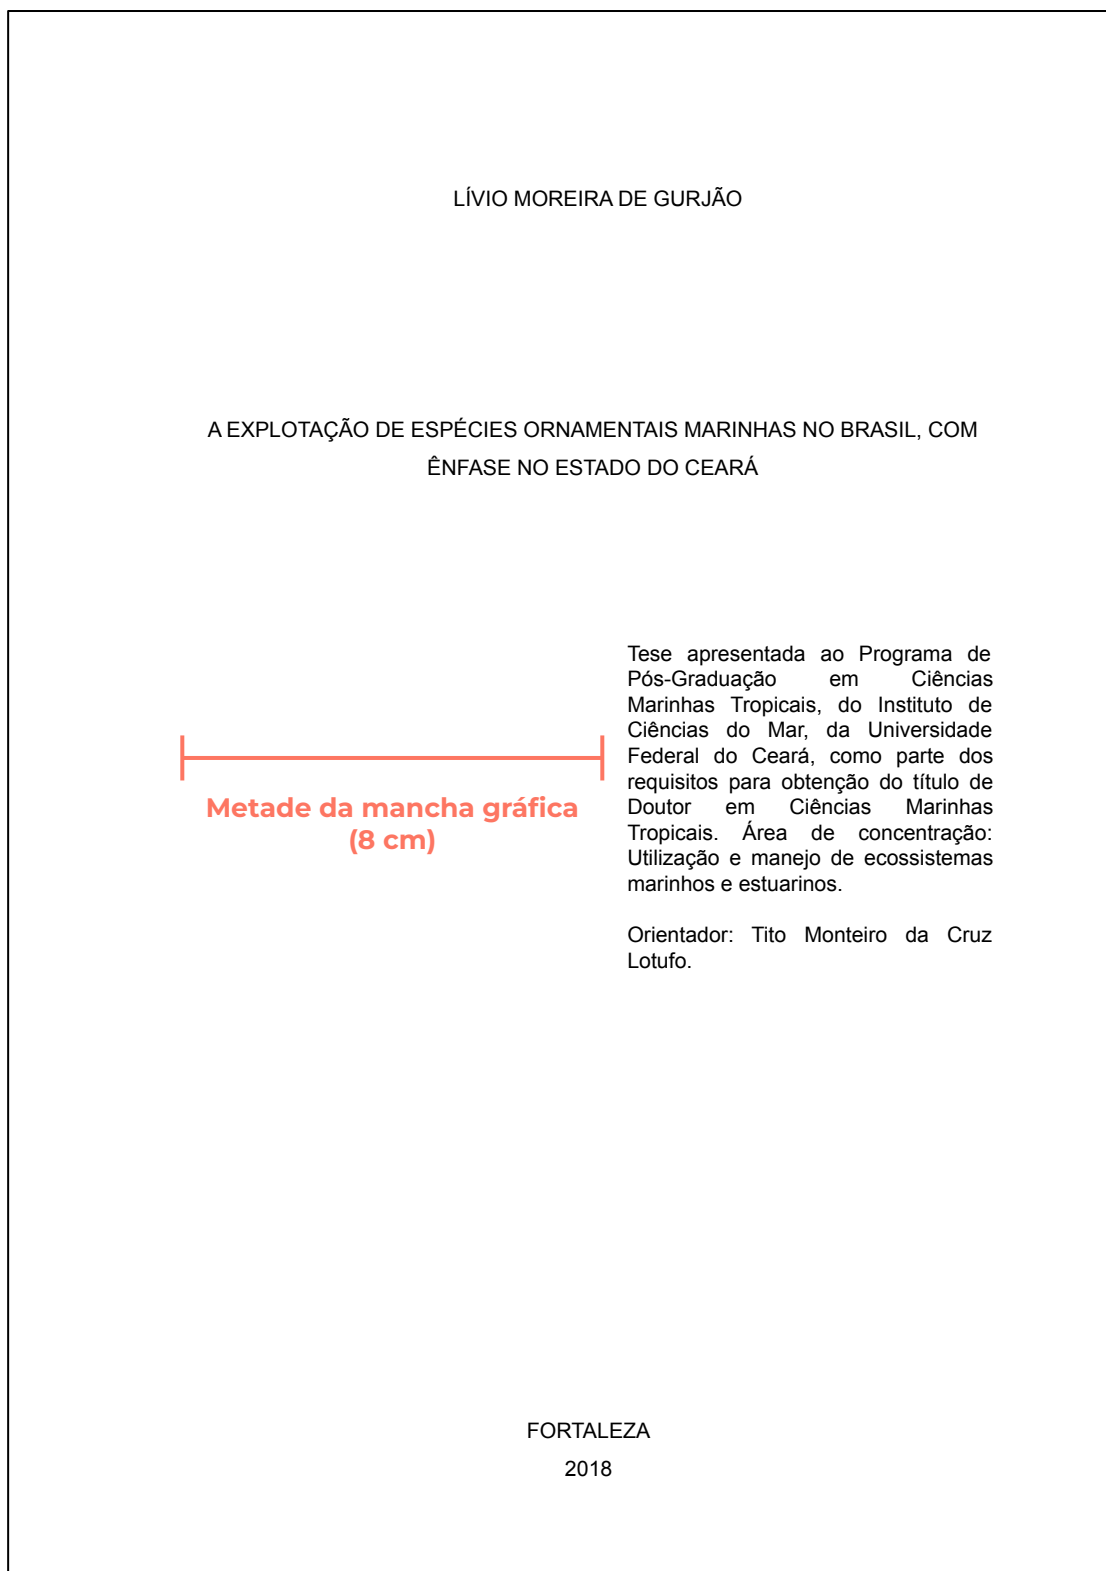 LÍVIO MOREIRA DE GURJÃO
A EXPLOTAÇÃO DE ESPÉCIES ORNAMENTAIS MARINHAS NO BRASIL, COM
ÊNFASE NO ESTADO DO CEARÁ
Tese apresentada ao Programa de
Pós-Graduação em Ciências
Marinhas Tropicais, do Instituto de
Ciências do Mar, da Universidade
Federal do Ceará, como parte dos
requisitos para obtenção do título de
Doutor em Ciências Marinhas
Tropicais. Área de concentração:
Utilização e manejo de ecossistemas
marinhos e estuarinos.
Orientador: Tito Monteiro da Cruz
Lotufo.
Metade da mancha gráfica
(8 cm)
FORTALEZA
2018